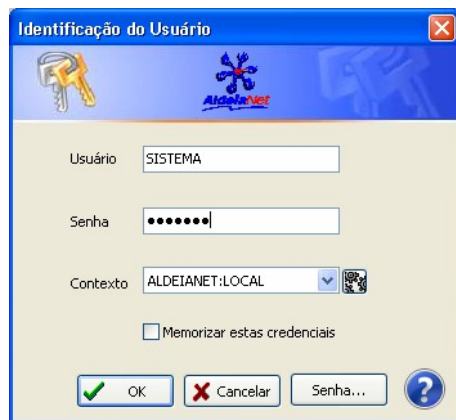 Identificação do Usuário
AldeiaNet
Usuário SISTEMA
Senha •••••••
Contexto ALDEIANET:LOCAL
Memorizar estas credenciais
OK Cancelar Senha... ?